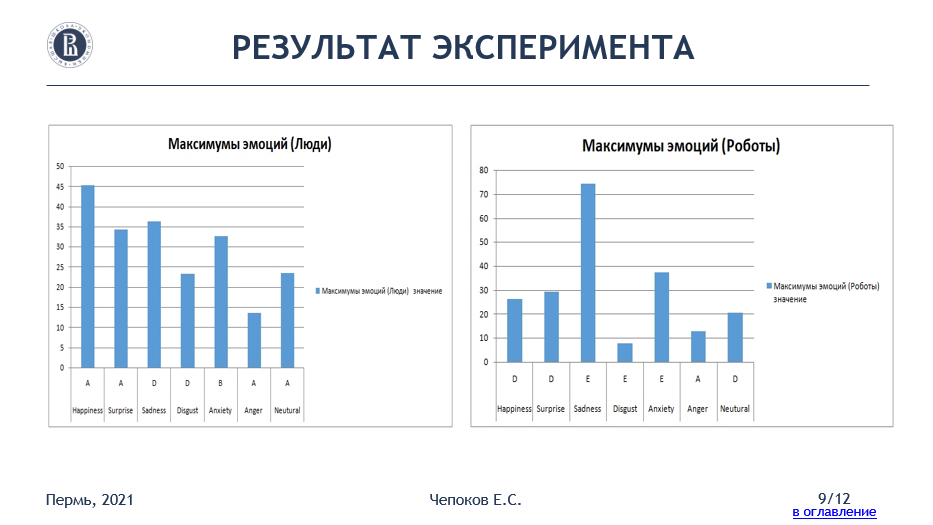 РЕЗУЛЬТАТ ЭКСПЕРИМЕНТА
Максимумы эмоций (Люди)
50
45
40
35
30
25
20
15
10
5
0
A A D D B A A
Happiness Surprise Sadness Disgust Anxiety Anger Neutural
Максимумы эмоций (Люди) значение
Максимумы эмоций (Роботы)
80
70
60
50
40
30
20
10
0
D D E E E A D
Happiness Surprise Sadness Disgust Anxiety Anger Neutural
Максимумы эмоций (Роботы)
значение
Пермь, 2021
Чепоков Е.С.
9/12
в оглавление